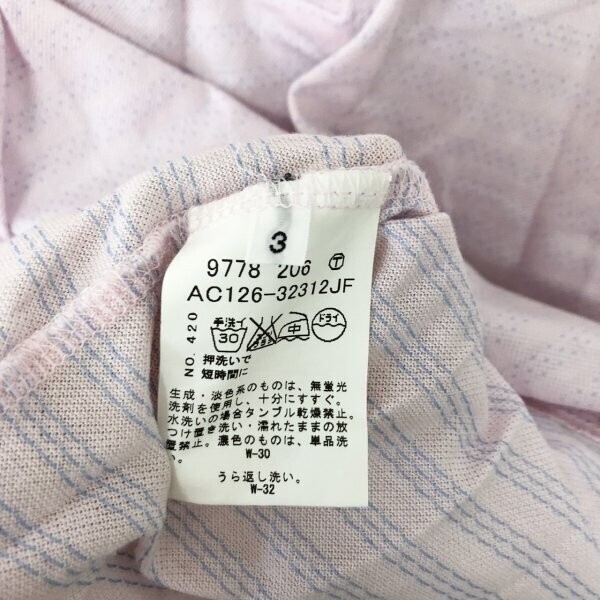 3
9778 206 Ⓣ
AC126-32312JF
NO. 420
手洗イ 30 中 ドライ
押洗いで
短時間に
生成・淡色系のものは、無蛍光
洗剤を使用し、十分にすすぐ。
水洗いの場合タンブル乾燥禁止。
つけ置き洗い・濡れたままの放
置禁止。濃色のものは、単品洗
い。
W-30
うら返し洗い。
W-32